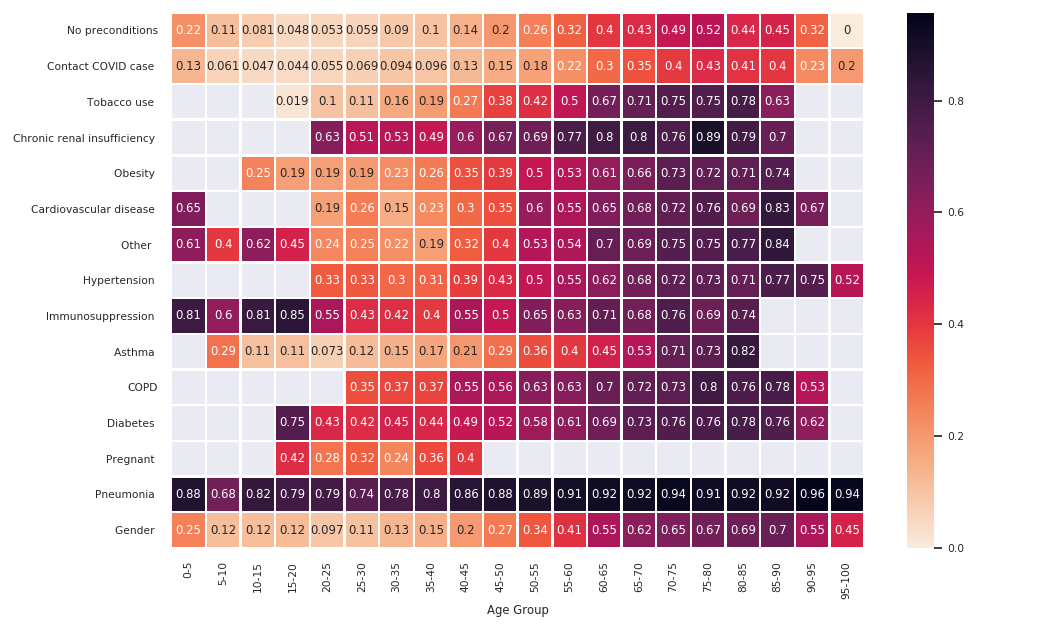 No preconditions 0.22 0.11 0.081 0.048 0.053 0.059 0.09 0.1 0.14 0.2 0.26 0.32 0.4 0.43 0.49 0.52 0.44 0.45 0.32 0
Contact COVID case 0.13 0.061 0.047 0.044 0.055 0.069 0.094 0.096 0.13 0.15 0.18 0.22 0.3 0.35 0.4 0.43 0.41 0.4 0.23 0.2
Tobacco use 0.019 0.1 0.11 0.16 0.19 0.27 0.38 0.42 0.5 0.67 0.71 0.75 0.75 0.78 0.63
Chronic renal insufficiency 0.63 0.51 0.53 0.49 0.6 0.67 0.69 0.77 0.8 0.8 0.76 0.89 0.79 0.7
Obesity 0.25 0.19 0.19 0.19 0.23 0.26 0.35 0.39 0.5 0.53 0.61 0.66 0.73 0.72 0.71 0.74
Cardiovascular disease 0.65 0.19 0.26 0.15 0.23 0.3 0.35 0.6 0.55 0.65 0.68 0.72 0.76 0.69 0.83 0.67
Other 0.61 0.4 0.62 0.45 0.24 0.25 0.22 0.19 0.32 0.4 0.53 0.54 0.7 0.69 0.75 0.75 0.77 0.84
Hypertension 0.33 0.33 0.3 0.31 0.39 0.43 0.5 0.55 0.62 0.68 0.72 0.73 0.71 0.77 0.75 0.52
Immunosuppression 0.81 0.6 0.81 0.85 0.55 0.43 0.42 0.4 0.55 0.5 0.65 0.63 0.71 0.68 0.76 0.69 0.74
Asthma 0.29 0.11 0.11 0.073 0.12 0.15 0.17 0.21 0.29 0.36 0.4 0.45 0.53 0.71 0.73 0.82
COPD 0.35 0.37 0.37 0.55 0.56 0.63 0.63 0.7 0.72 0.73 0.8 0.76 0.78 0.53
Diabetes 0.75 0.43 0.42 0.45 0.44 0.49 0.52 0.58 0.61 0.69 0.73 0.76 0.76 0.78 0.76 0.62
Pregnant 0.42 0.28 0.32 0.24 0.36 0.4
Pneumonia 0.88 0.68 0.82 0.79 0.79 0.74 0.78 0.8 0.86 0.88 0.89 0.91 0.92 0.92 0.94 0.91 0.92 0.92 0.96 0.94
Gender 0.25 0.12 0.12 0.12 0.097 0.11 0.13 0.15 0.2 0.27 0.34 0.41 0.55 0.62 0.65 0.67 0.69 0.7 0.55 0.45
0-5 5-10 10-15 15-20 20-25 25-30 30-35 35-40 40-45 45-50 50-55 55-60 60-65 65-70 70-75 75-80 80-85 85-90 90-95 95-100
Age Group
0.8
0.6
0.4
0.2
0.0